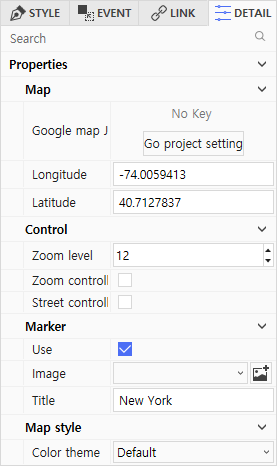 STYLE EVENT LINK DETAIL
Search
Properties
Map
No Key
Google map J
Go project setting
Longitude -74.0059413
Latitude 40.7127837
Control
Zoom level 12
Zoom controll
Street controll
Marker
Use
Image
Title New York
Map style
Color theme Default